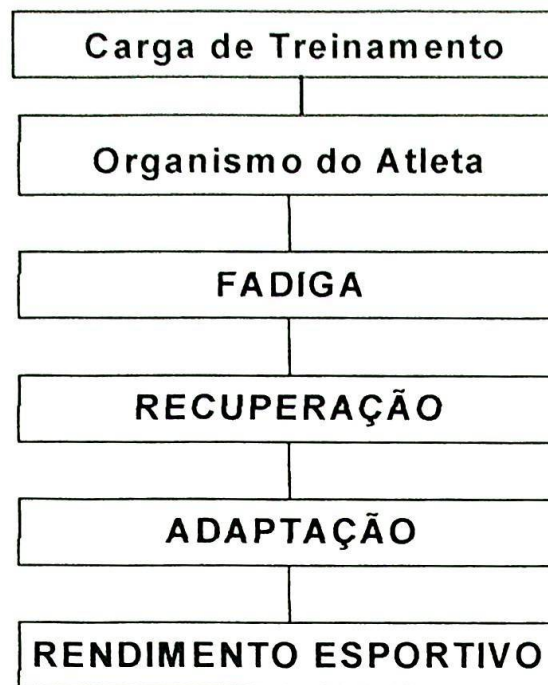 Carga de Treinamento
Organismo do Atleta
FADIGA
RECUPERAÇÃO
ADAPTAÇÃO
RENDIMENTO ESPORTIVO